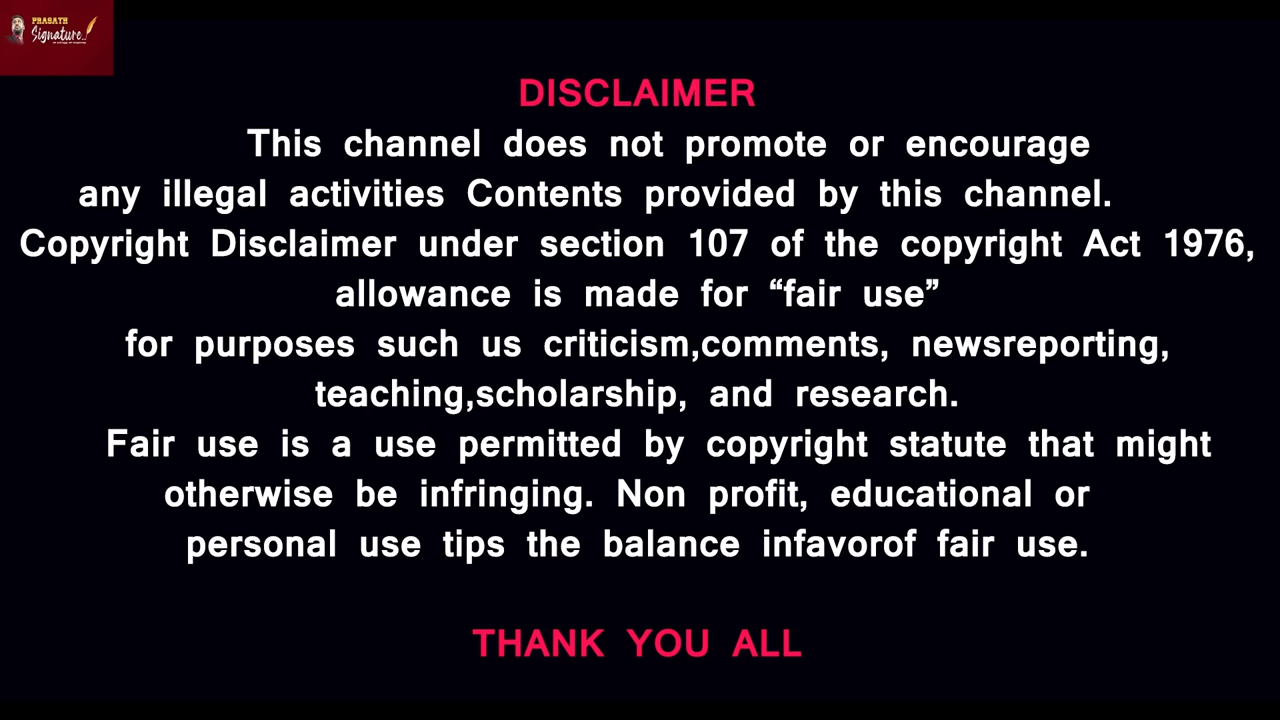 PRASATH
Signature
DISCLAIMER
This channel does not promote or encourage
any illegal activities Contents provided by this channel.
Copyright Disclaimer under section 107 of the copyright Act 1976,
allowance is made for “fair use”
for purposes such us criticism,comments, newsreporting,
teaching,scholarship, and research.
Fair use is a use permitted by copyright statute that might
otherwise be infringing. Non profit, educational or
personal use tips the balance infavorof fair use.
THANK YOU ALL